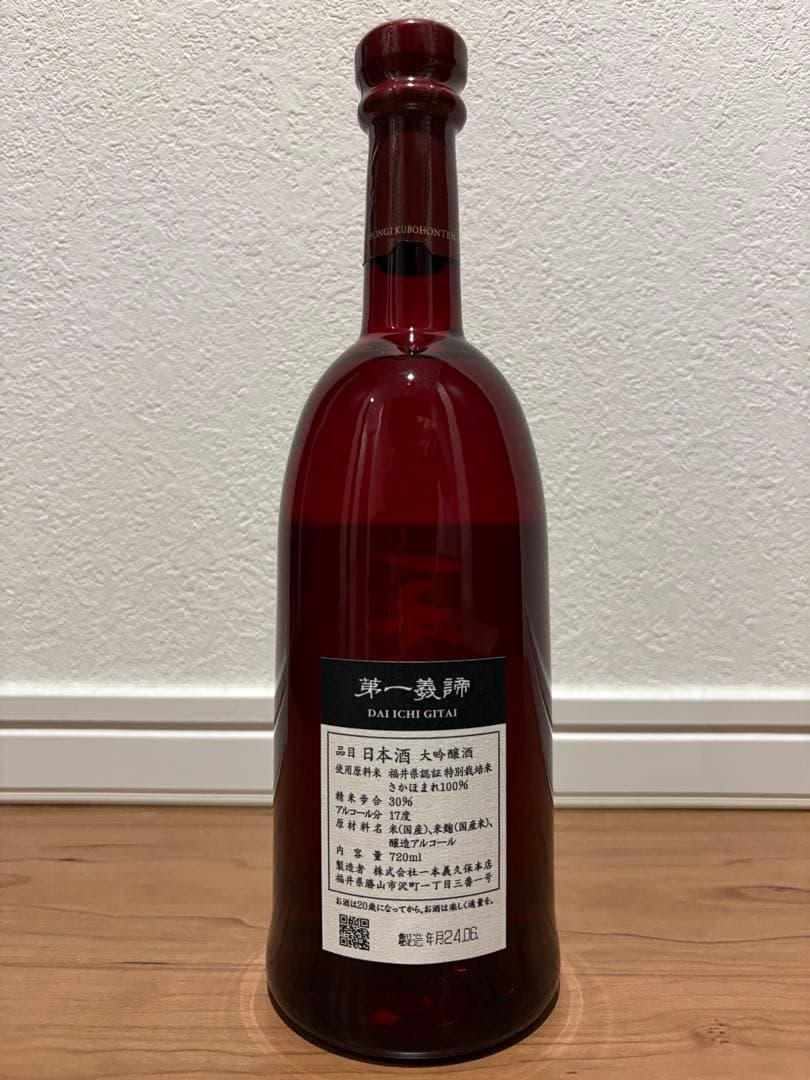 PONGI KUBOHONTEN
第一義諦
DAI ICHI GITAI
品目 日本酒 大吟醸酒
使用原料米 福井県認証 特別栽培米
さかほまれ100%
精米歩合 30%
アルコール分 17度
原材料名 米(国産)、米麹(国産米)、
醸造アルコール
内容量 720ml
製造者 株式会社一本義久保本店
福井県勝山市沢町一丁目三番一号
お酒は20歳になってから。お酒は楽しく適量を。
製造年月24.06.